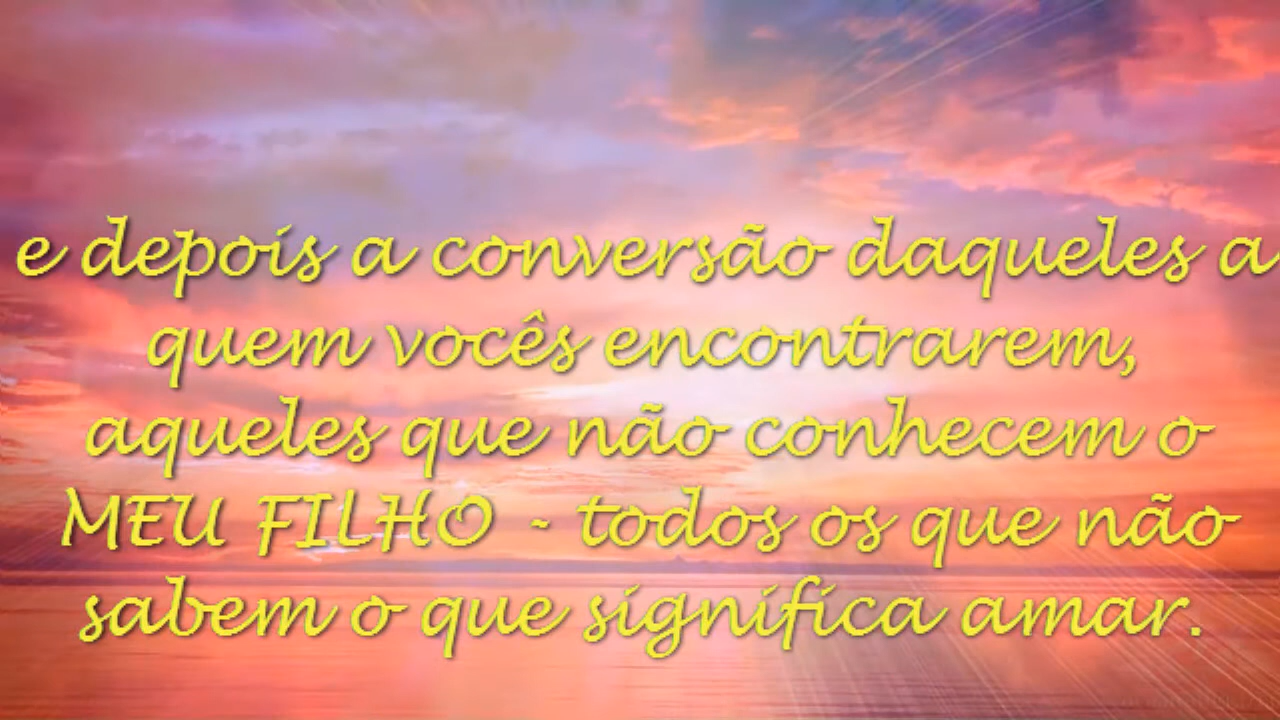 e depois a conversão daqueles a
quem vocês encontrarem,
aqueles que não conhecem o
MEU FILHO - todos os que não
sabem o que significa amar.